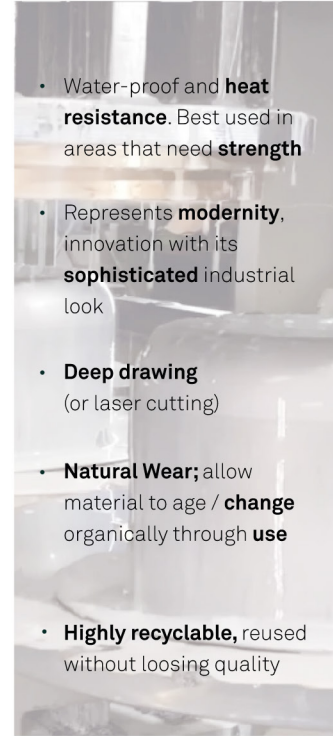 • Water-proof and heat
resistance. Best used in
areas that need strength
• Represents modernity,
innovation with its
sophisticated industrial
look
• Deep drawing
(or laser cutting)
• Natural Wear; allow
material to age / change
organically through use
• Highly recyclable, reused
without loosing quality